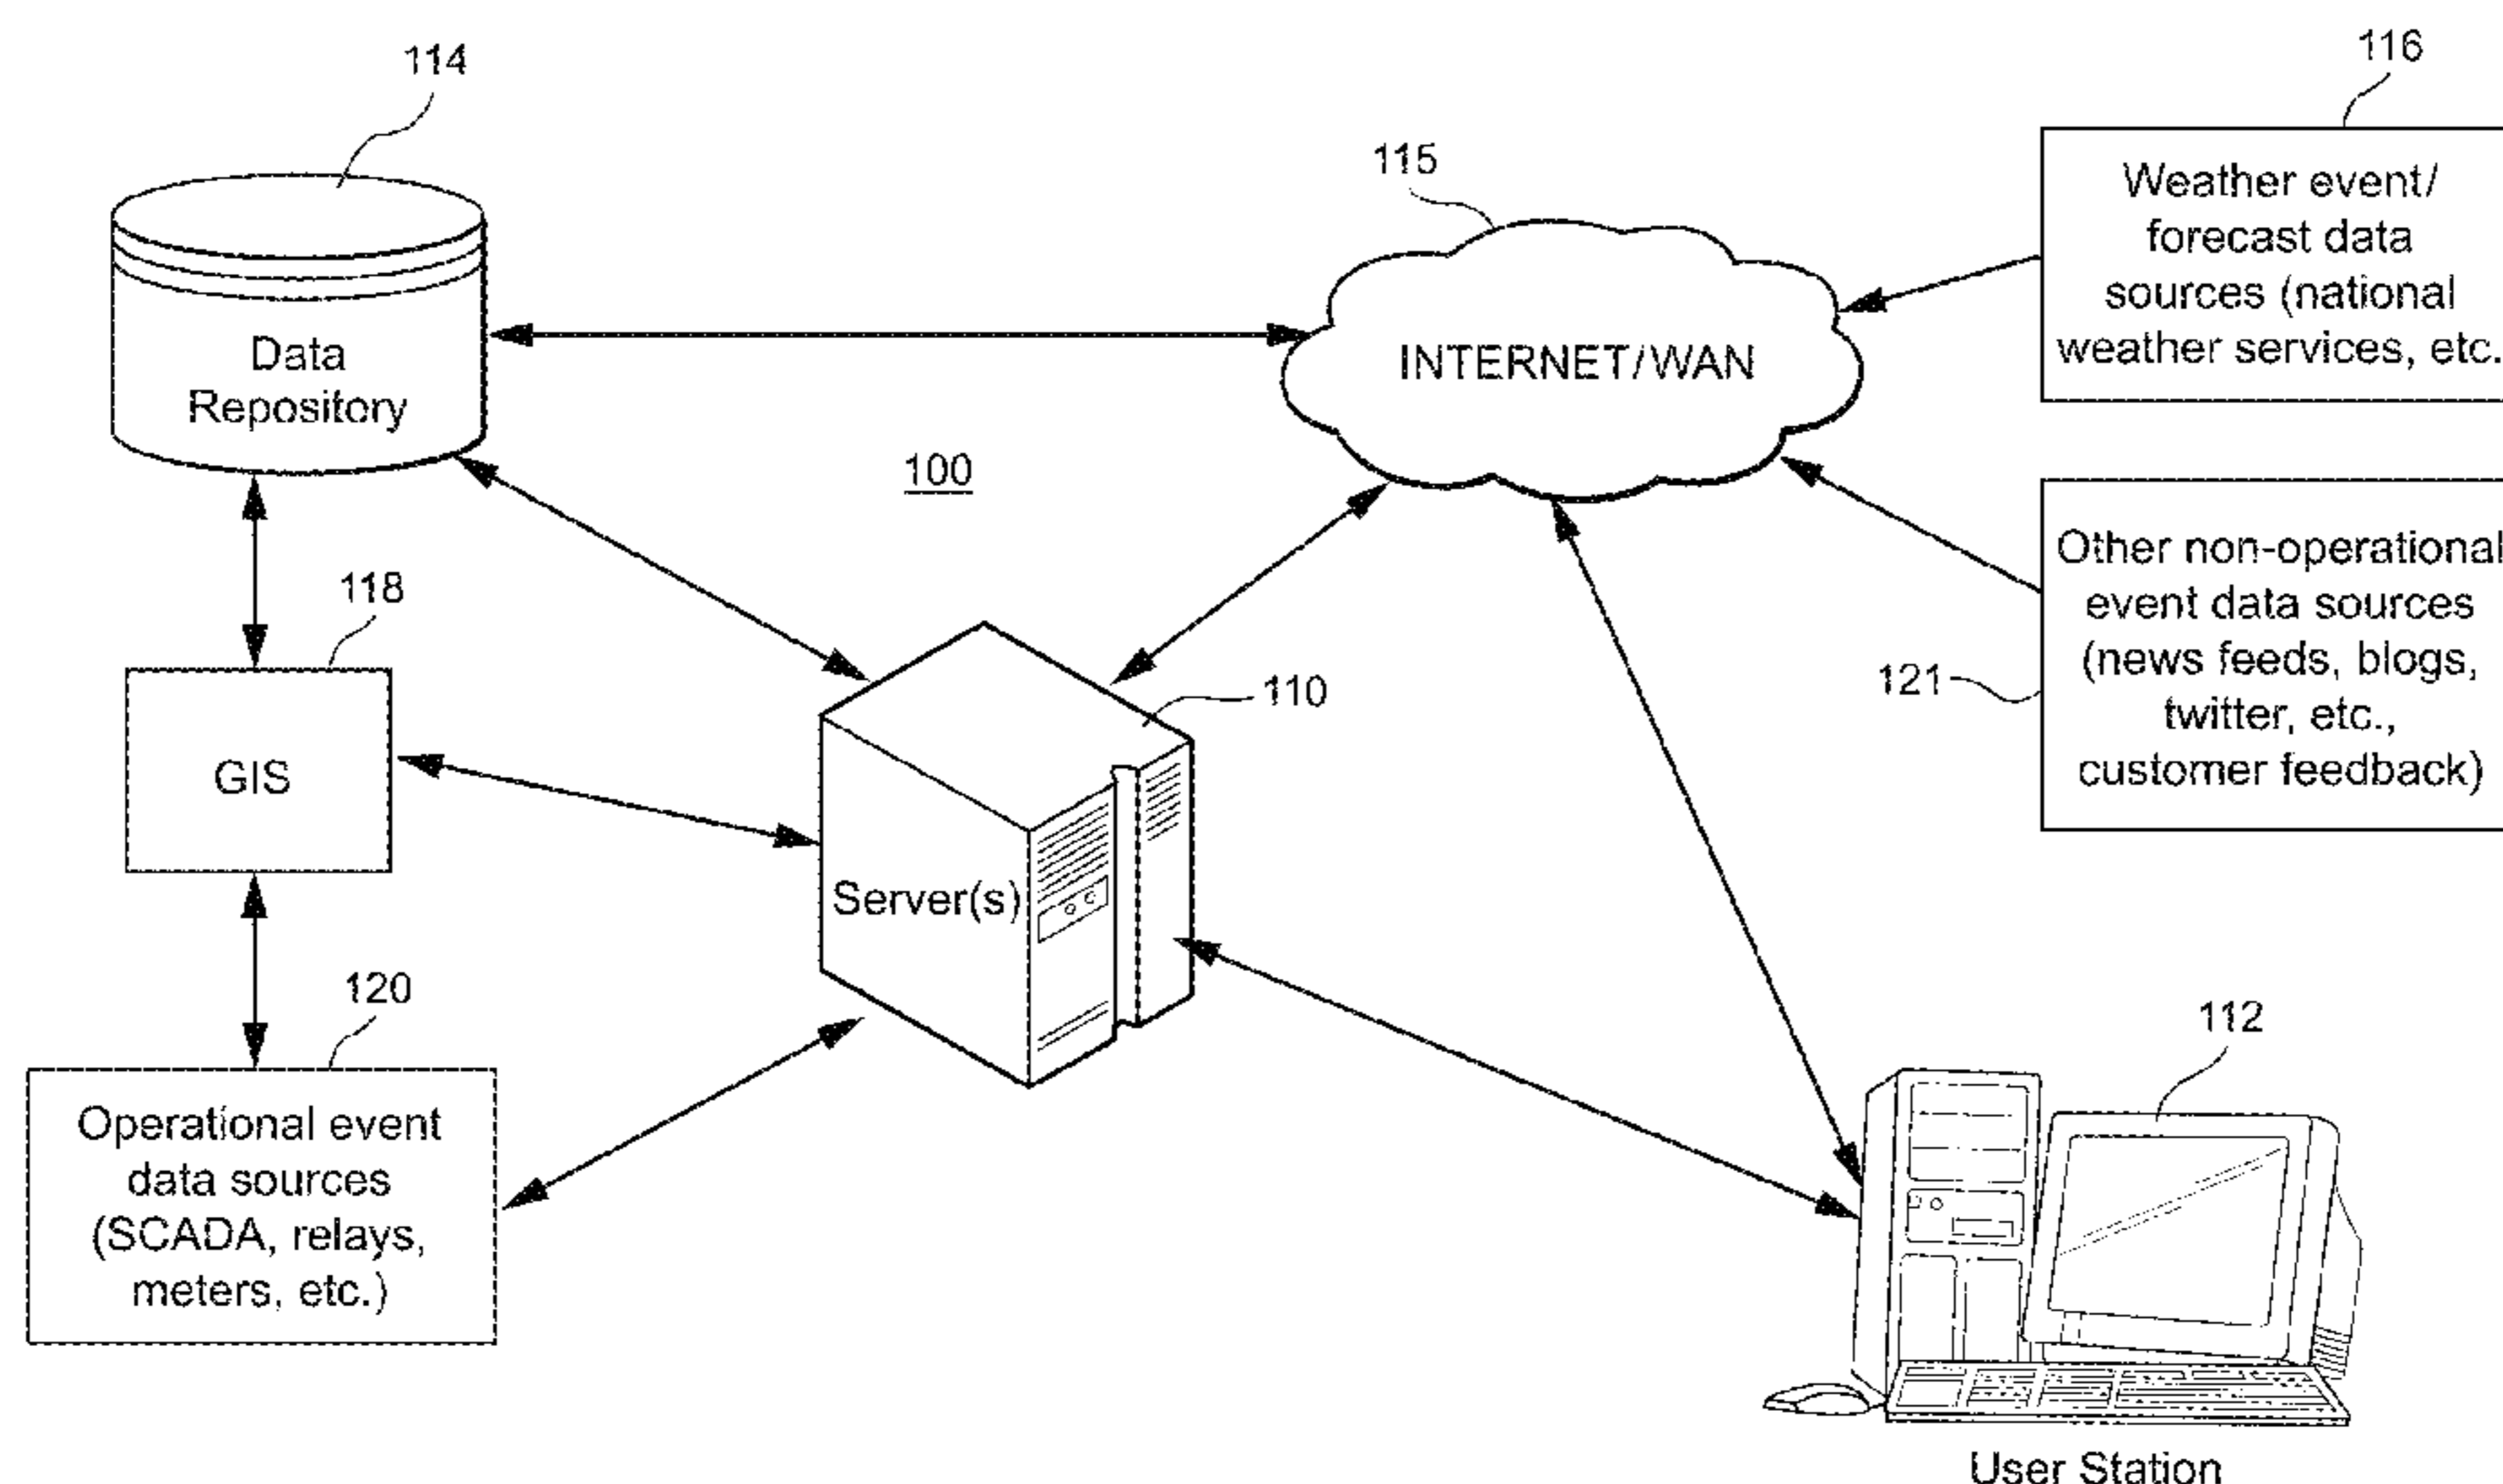 114
116
115
Weather event/
forecast data
sources (national
weather services, etc.
Data
Repository
INTERNET/WAN
100
118
Other non-operational
event data sources
(news feeds, blogs,
twitter, etc.,
customer feedback)
121
110
GIS
Server(s)
120
112
Operational event
data sources
(SCADA, relays,
meters, etc.)
User Station